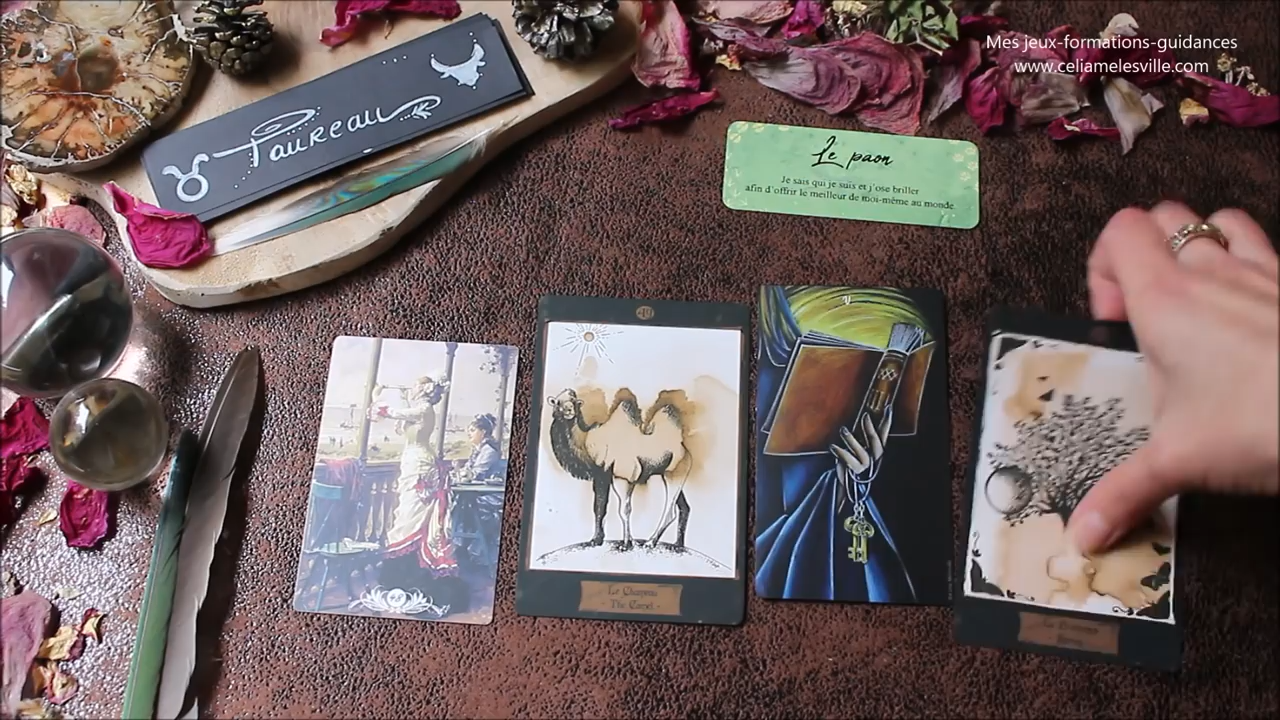 Mes jeux-formations-guidances
www.celiamelesville.com
Taureau
Le paon
Je sais qui je suis et j'ose briller
afin d'offrir le meilleur de moi-même au monde.
49
Le Chameau
- The Camel -